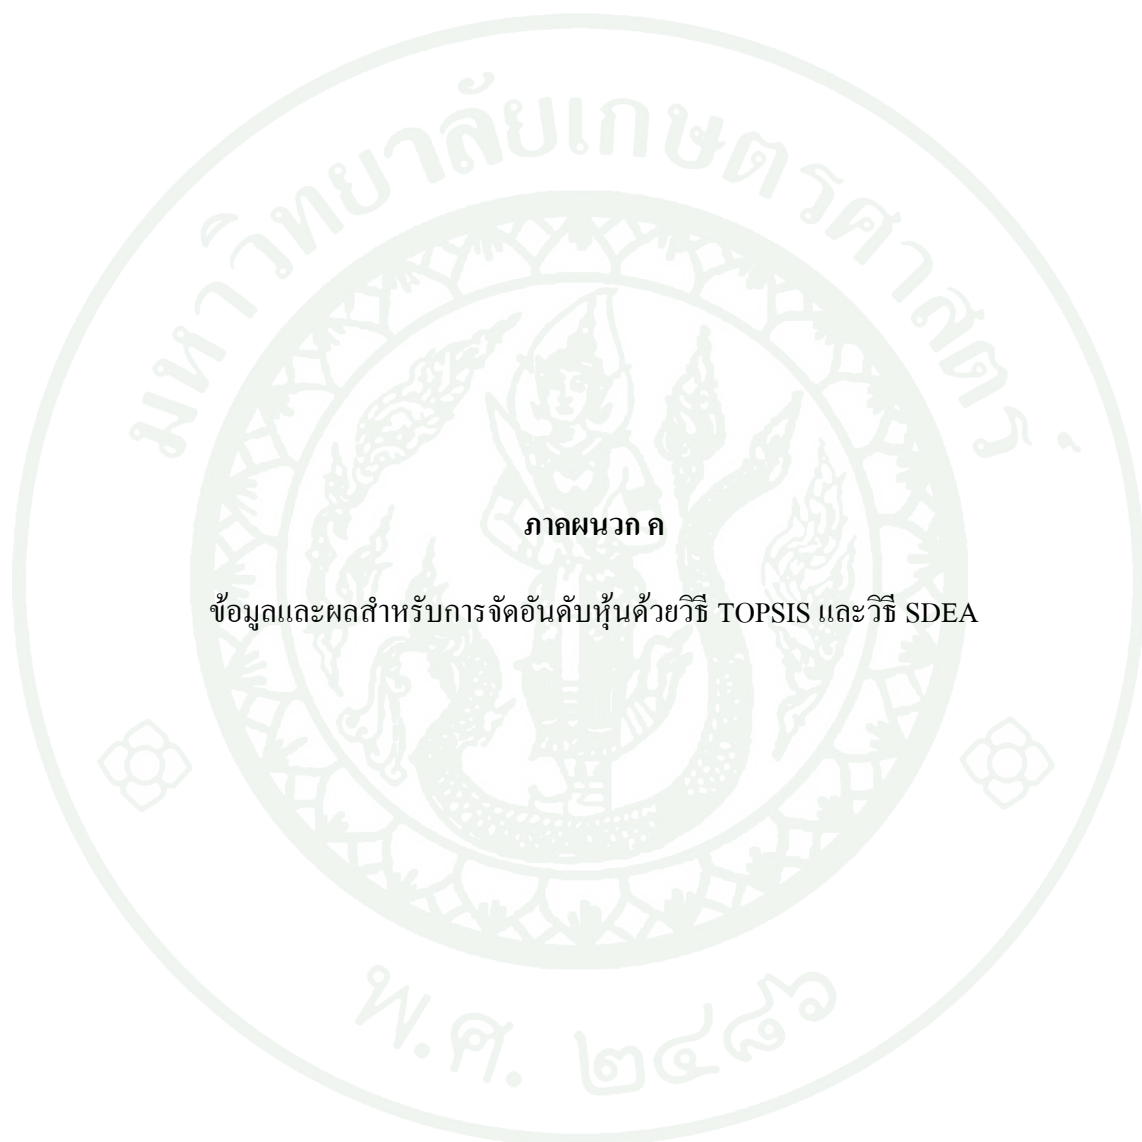 มหาวิทยาลัยเกษตรศาสตร์
ภาคผนวก ค
ข้อมูลและผลสำหรับการจัดอันดับหุ้นด้วยวิธี TOPSIS และวิธี SDEA
พ.ศ. ๒๔๘๖